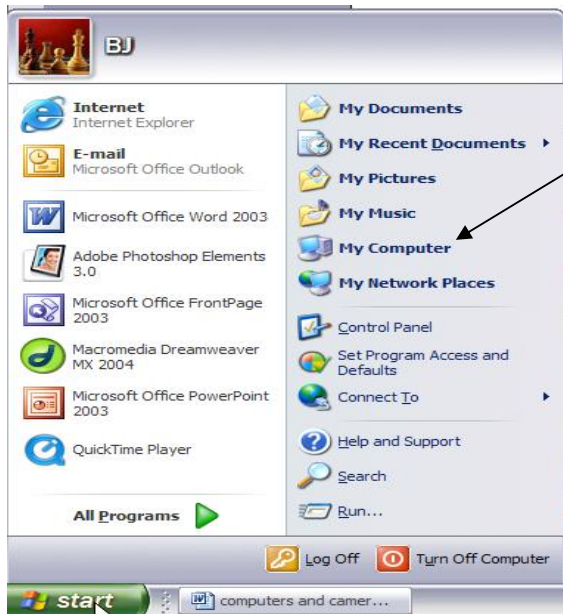 BJ
Internet
Internet Explorer
E-mail
Microsoft Office Outlook
Microsoft Office Word 2003
Adobe Photoshop Elements
3.0
Microsoft Office FrontPage
2003
Macromedia Dreamweaver
MX 2004
Microsoft Office PowerPoint
2003
QuickTime Player
All Programs
My Documents
My Recent Documents
My Pictures
My Music
My Computer
My Network Places
Control Panel
Set Program Access and
Defaults
Connect To
Help and Support
Search
Run...
Log Off
Turn Off Computer
start
computers and camer...